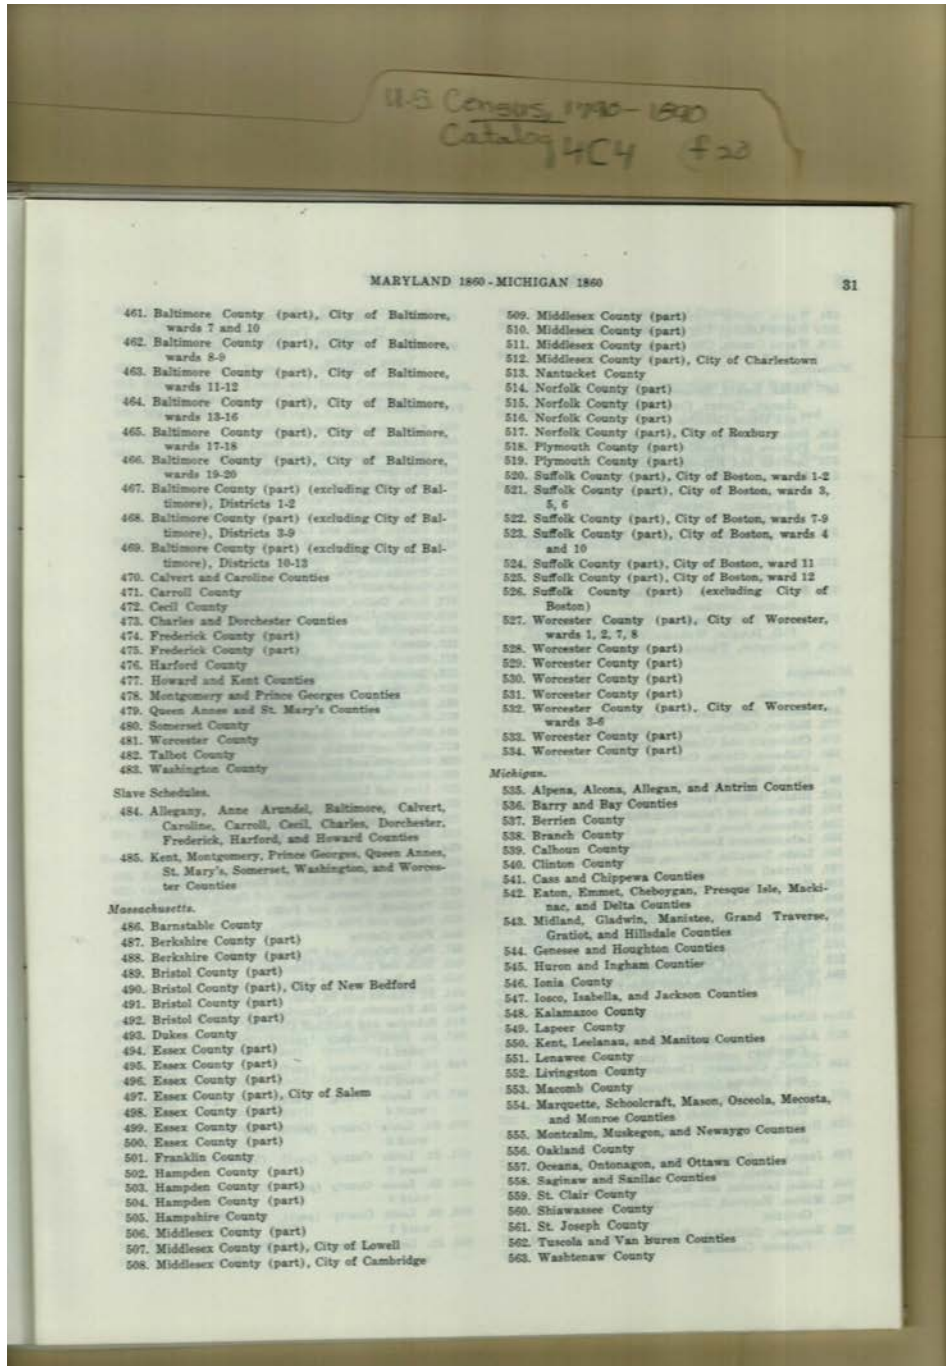 U.S. Census, 1790-1890
Catalog 4C4 f23
MARYLAND 1860-MICHIGAN 1860
31
461. Baltimore County (part), City of Baltimore,
wards 7 and 10
462. Baltimore County (part), City of Baltimore,
wards 8-9
463. Baltimore County (part), City of Baltimore,
wards 11-12
464. Baltimore County (part), City of Baltimore,
wards 13-16
465. Baltimore County (part), City of Baltimore,
wards 17-18
466. Baltimore County (part), City of Baltimore,
wards 19-20
467. Baltimore County (part) (excluding City of Bal-
timore), Districts 1-2
468. Baltimore County (part) (excluding City of Bal-
timore), Districts 3-9
469. Baltimore County (part) (excluding City of Bal-
timore), Districts 10-13
470. Calvert and Caroline Counties
471. Carroll County
472. Cecil County
473. Charles and Dorchester Counties
474. Frederick County (part)
475. Frederick County (part)
476. Harford County
477. Howard and Kent Counties
478. Montgomery and Prince Georges Counties
479. Queen Annes and St. Mary's Counties
480. Somerset County
481. Worcester County
482. Talbot County
483. Washington County
Slave Schedules.
484. Allegany, Anne Arundel, Baltimore, Calvert,
Caroline, Carroll, Cecil, Charles, Dorchester,
Frederick, Harford, and Howard Counties
485. Kent, Montgomery, Prince Georges, Queen Annes,
St. Mary's, Somerset, Washington, and Worces-
ter Counties
Massachusetts.
486. Barnstable County
487. Berkshire County (part)
488. Berkshire County (part)
489. Bristol County (part)
490. Bristol County (part), City of New Bedford
491. Bristol County (part)
492. Bristol County (part)
493. Dukes County
494. Essex County (part)
495. Essex County (part)
496. Essex County (part)
497. Essex County (part), City of Salem
498. Essex County (part)
499. Essex County (part)
500. Essex County (part)
501. Franklin County
502. Hampden County (part)
503. Hampden County (part)
504. Hampden County (part)
505. Hampshire County
506. Middlesex County (part)
507. Middlesex County (part), City of Lowell
508. Middlesex County (part), City of Cambridge
509. Middlesex County (part)
510. Middlesex County (part)
511. Middlesex County (part)
512. Middlesex County (part), City of Charlestown
513. Nantucket County
514. Norfolk County (part)
515. Norfolk County (part)
516. Norfolk County (part)
517. Norfolk County (part), City of Roxbury
518. Plymouth County (part)
519. Plymouth County (part)
520. Suffolk County (part), City of Boston, wards 1-2
521. Suffolk County (part), City of Boston, wards 3,
5, 6
522. Suffolk County (part), City of Boston, wards 7-9
523. Suffolk County (part), City of Boston, wards 4
and 10
524. Suffolk County (part), City of Boston, ward 11
525. Suffolk County (part), City of Boston, ward 12
526. Suffolk County (part) (excluding City of
Boston)
527. Worcester County (part), City of Worcester,
wards 1, 2, 7, 8
528. Worcester County (part)
529. Worcester County (part)
530. Worcester County (part)
531. Worcester County (part)
532. Worcester County (part), City of Worcester,
wards 3-6
533. Worcester County (part)
534. Worcester County (part)
Michigan.
535. Alpena, Alcona, Allegan, and Antrim Counties
536. Barry and Bay Counties
537. Berrien County
538. Branch County
539. Calhoun County
540. Clinton County
541. Cass and Chippewa Counties
542. Eaton, Emmet, Cheboygan, Presque Isle, Macki-
nac, and Delta Counties
543. Midland, Gladwin, Manistee, Grand Traverse,
Gratiot, and Hillsdale Counties
544. Genesee and Houghton Counties
545. Huron and Ingham Counties
546. Ionia County
547. Iosco, Isabella, and Jackson Counties
548. Kalamazoo County
549. Lapeer County
550. Kent, Leelanau, and Manitou Counties
551. Lenawee County
552. Livingston County
553. Macomb County
554. Marquette, Schoolcraft, Mason, Osceola, Mecosta,
and Monroe Counties
555. Montcalm, Muskegon, and Newaygo Counties
556. Oakland County
557. Oceana, Ontonagon, and Ottawa Counties
558. Saginaw and Sanilac Counties
559. St. Clair County
560. Shiawassee County
561. St. Joseph County
562. Tuscola and Van Buren Counties
563. Washtenaw County